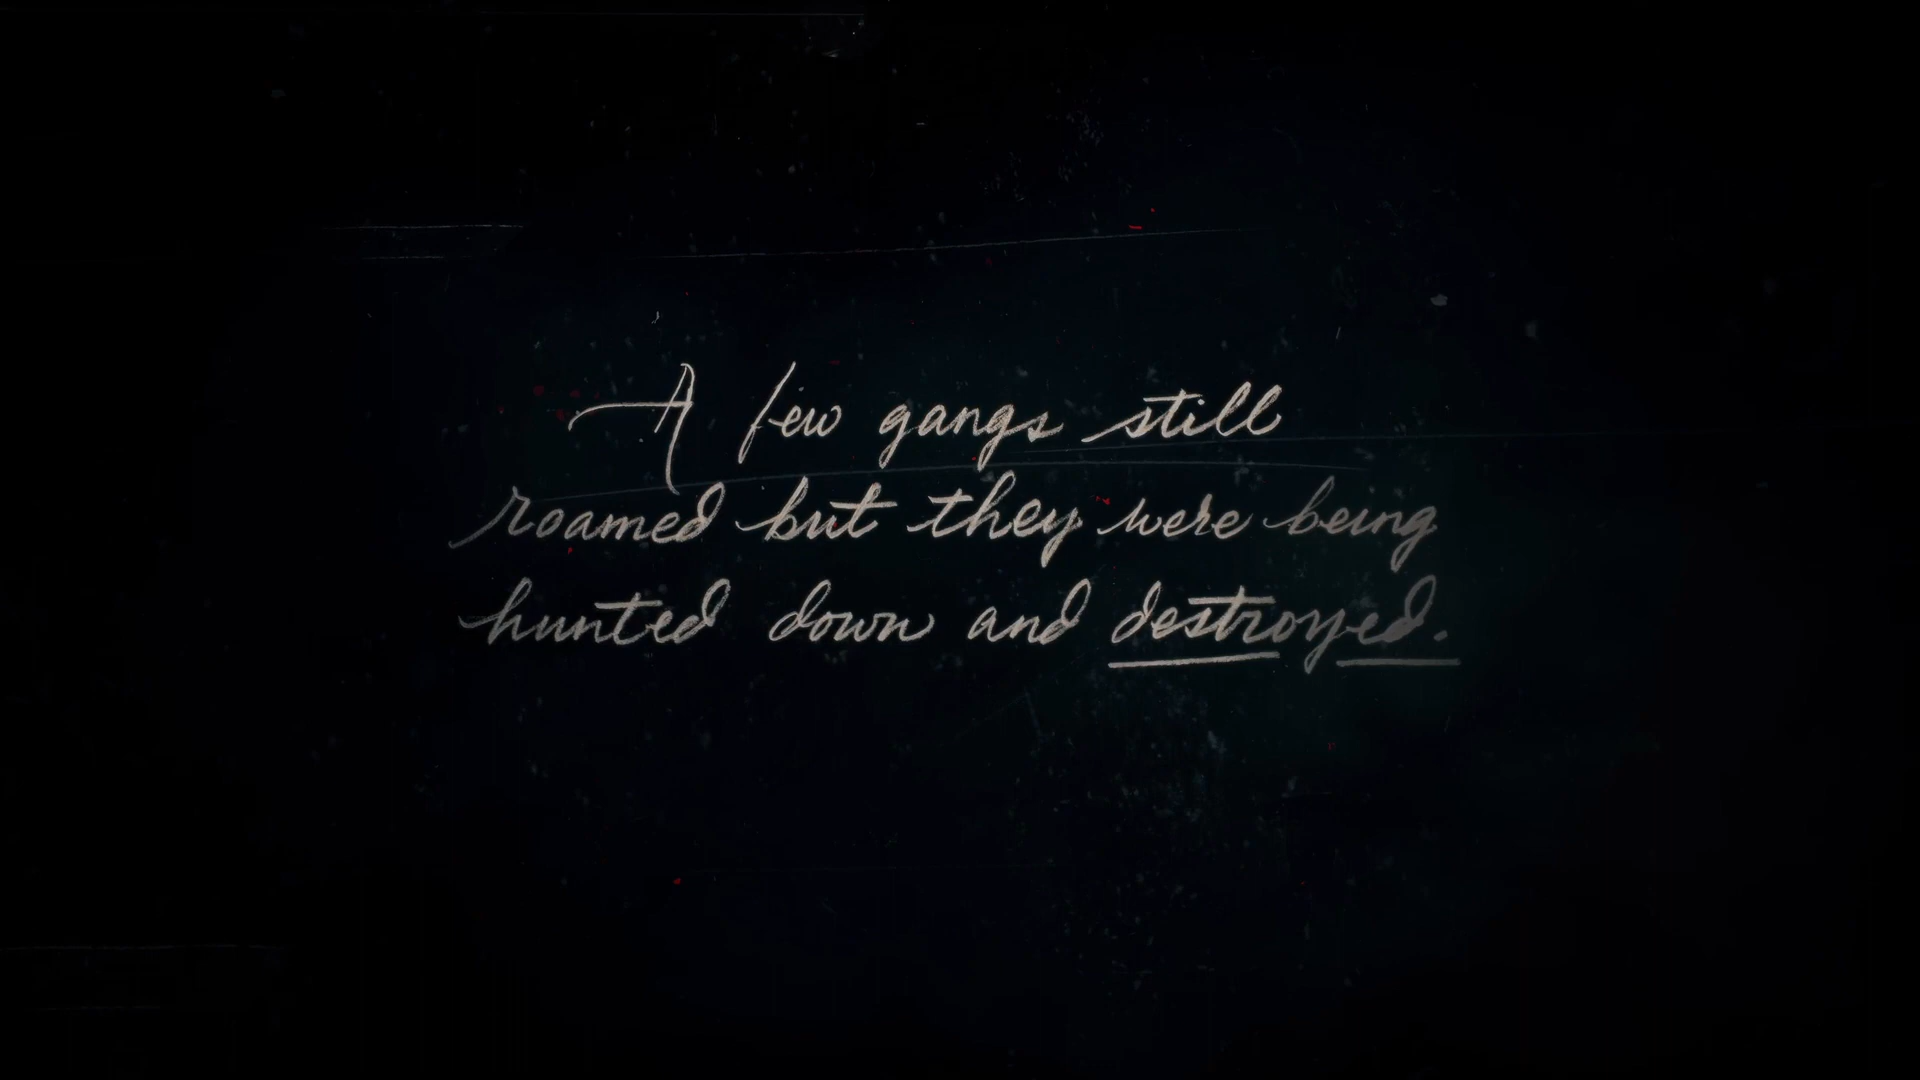 A few gangs still
roamed but they were being
hunted down and destroyed.